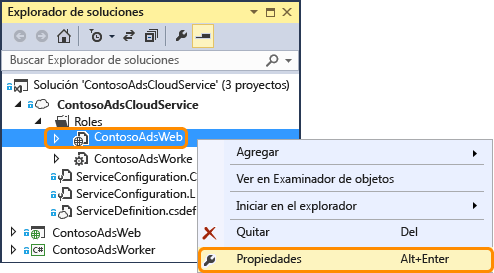 Explorador de soluciones
Buscar Explorador de soluciones
Solución 'ContosoAdsCloudService' (3 proyectos)
ContosoAdsCloudService
Roles
ContosoAdsWeb
ContosoAdsWorke
ServiceConfiguration.C
ServiceConfiguration.L
ServiceDefinition.csdef
ContosoAdsWeb
C# ContosoAdsWorker
Agregar
Ver en Examinador de objetos
Iniciar en el explorador
Quitar Del
Propiedades Alt+Enter